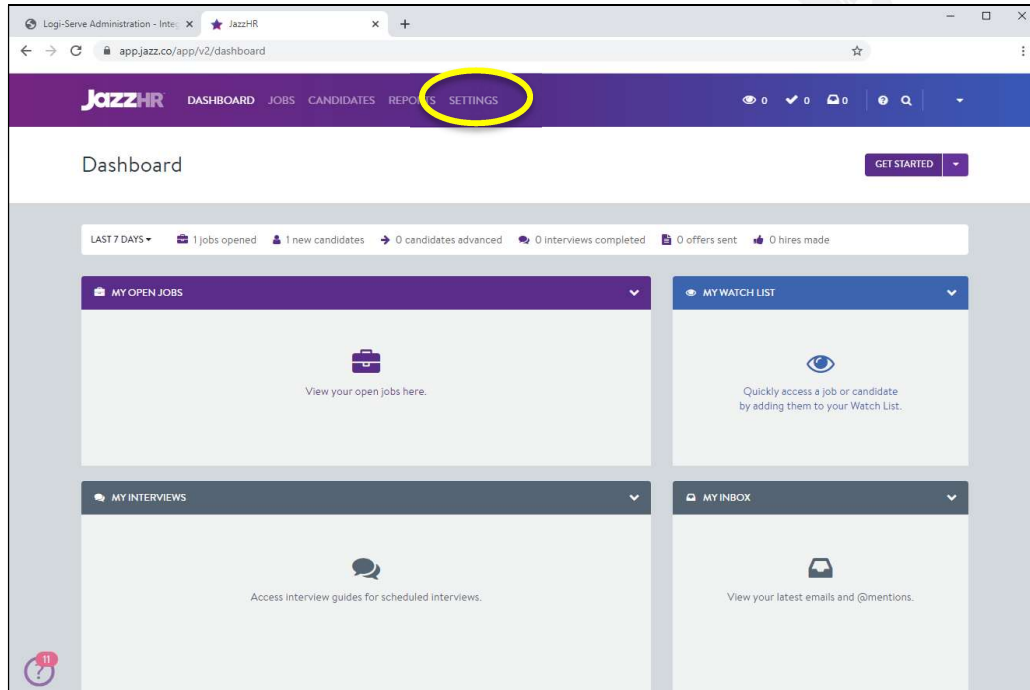 Logi-Serve Administration - Inte
JazzHR
app.jazz.co/app/v2/dashboard
JazzHR DASHBOARD JOBS CANDIDATES REPORTS SETTINGS 0 0 0
Dashboard
GET STARTED
LAST 7 DAYS 1 jobs opened 1 new candidates 0 candidates advanced 0 interviews completed 0 offers sent 0 hires made
MY OPEN JOBS
View your open jobs here.
MY WATCH LIST
Quickly access a job or candidate
by adding them to your Watch List.
MY INTERVIEWS
Access interview guides for scheduled interviews.
MY INBOX
View your latest emails and @mentions.
11